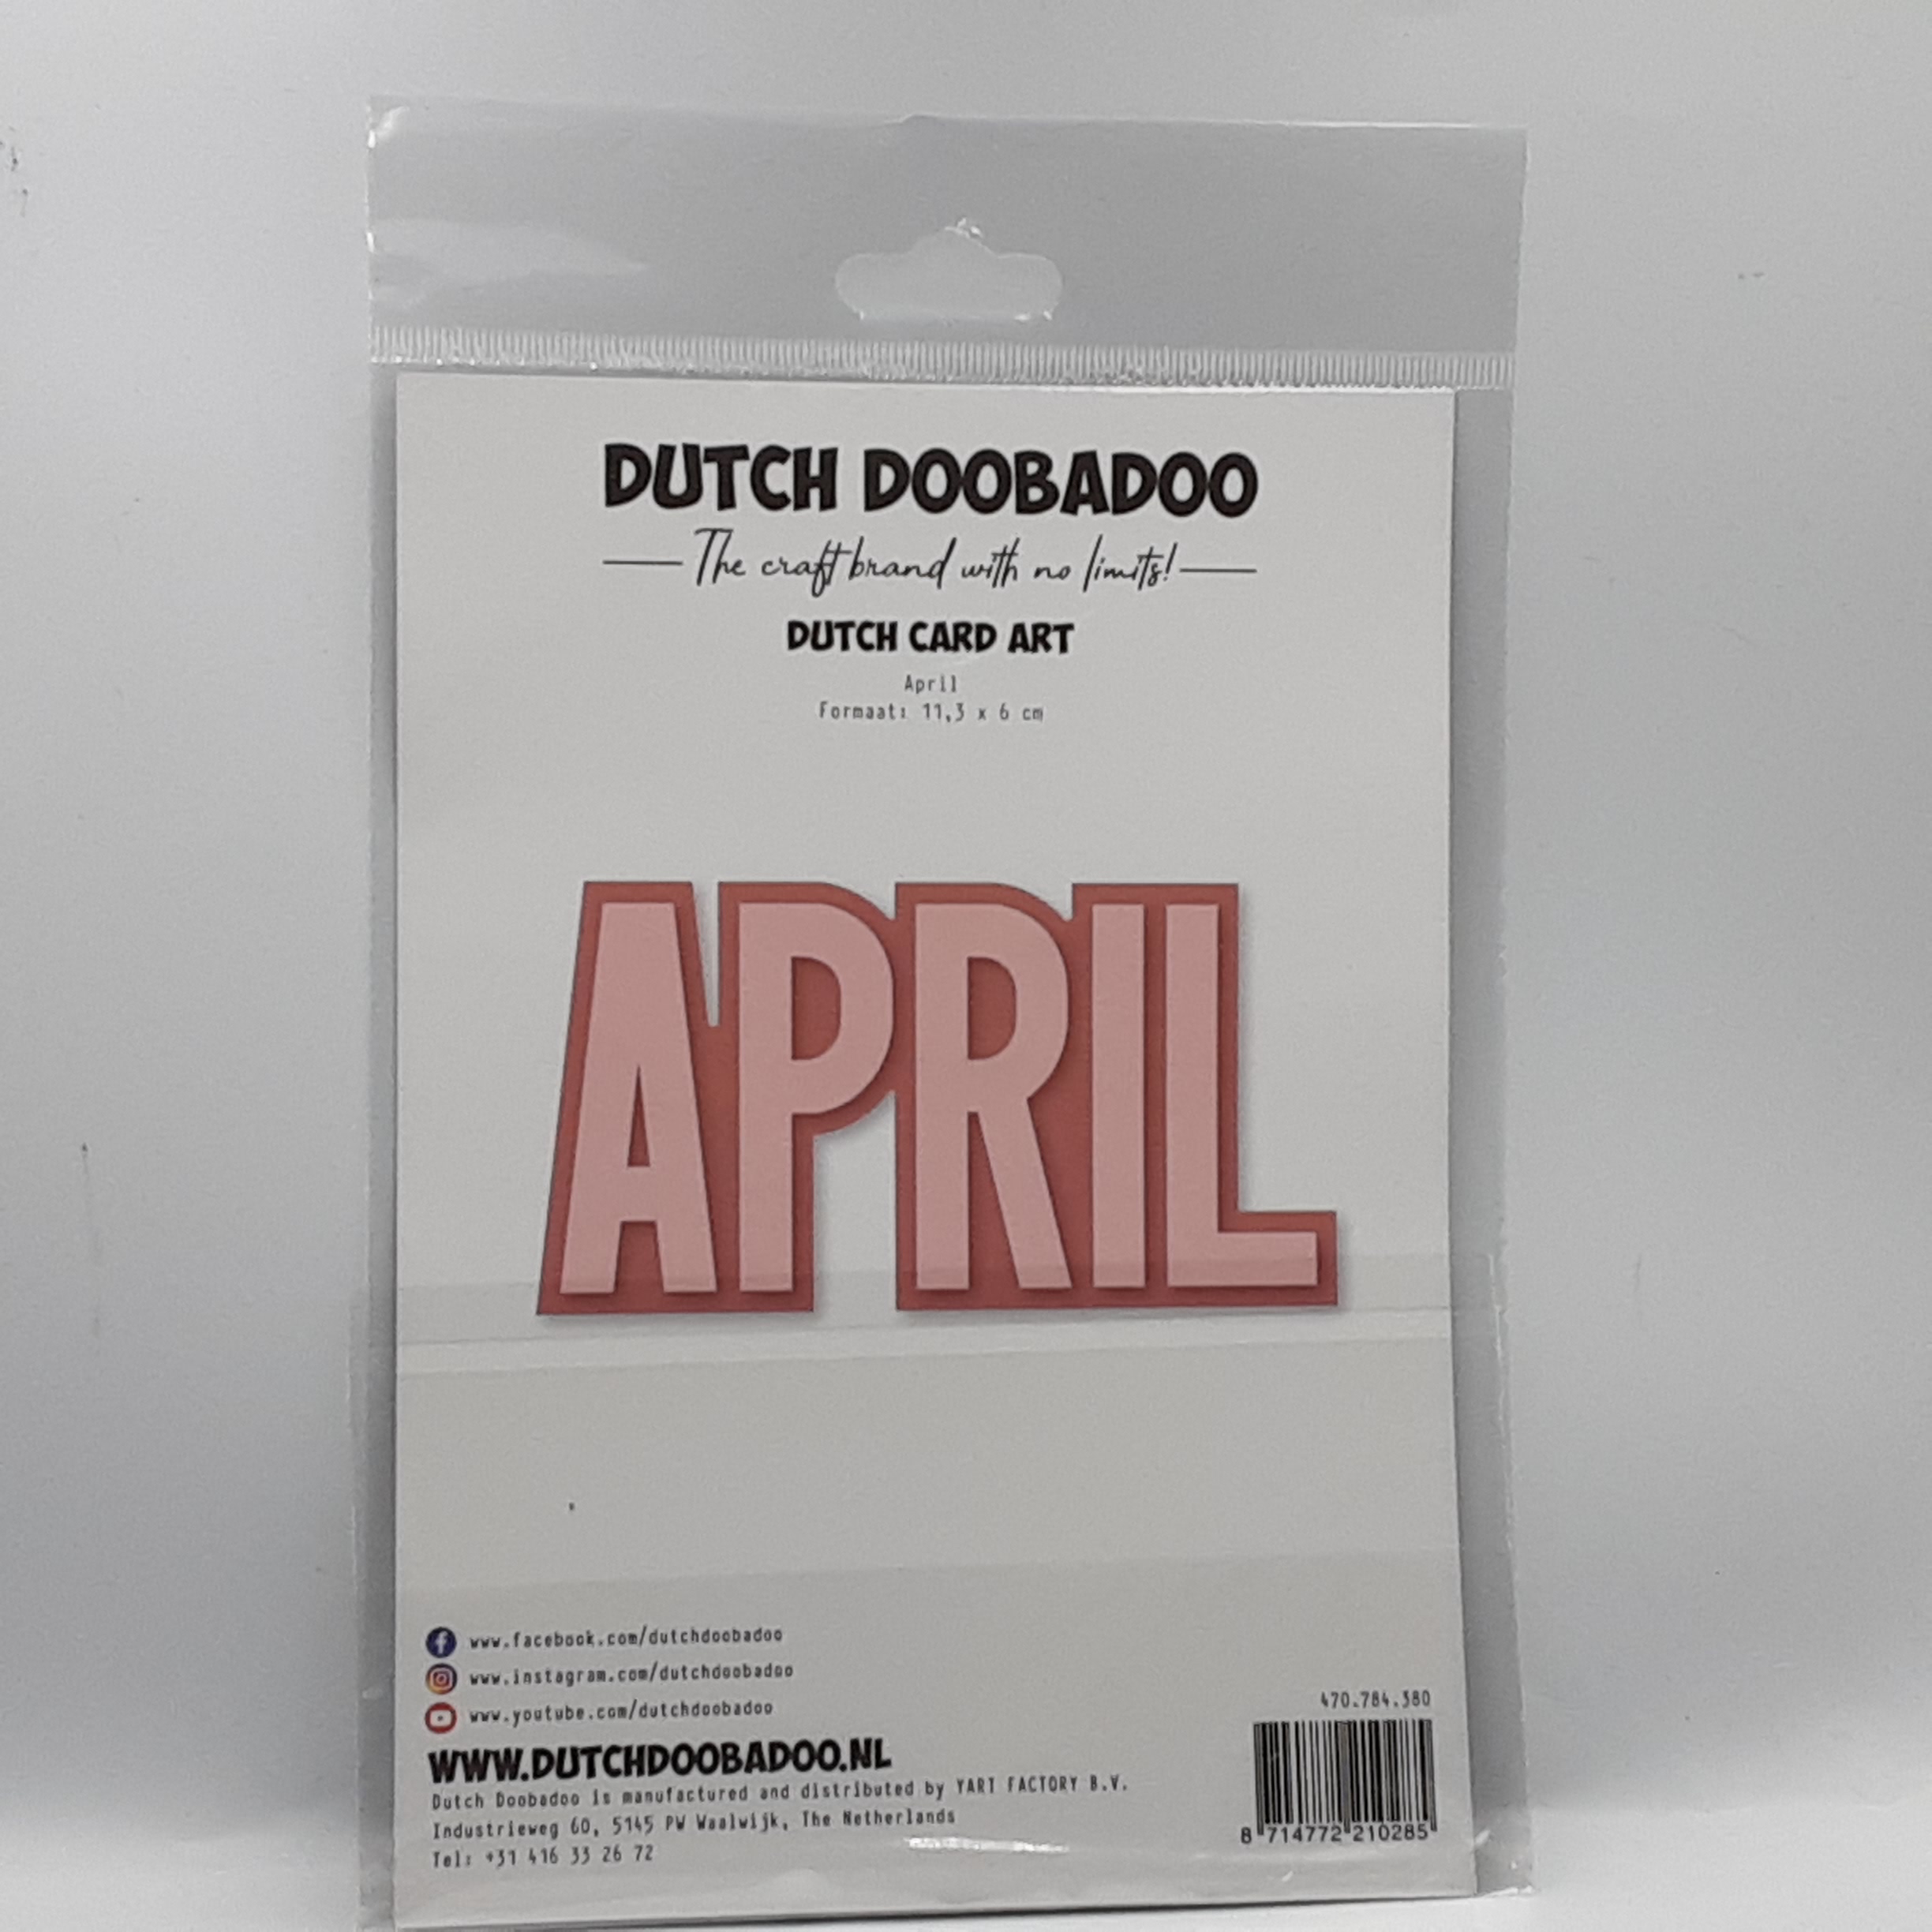 DUTCH DOOBADOO
The craft brand with no limits!
DUTCH CARD ART
April
Formaat: 11,3 x 6 cm
APRIL
www.facebook.com/dutchdoobadoo
www.instagram.com/dutchdoobadoo
www.youtube.com/dutchdoobadoo
WWW.DUTCHDOOBADOO.NL
Dutch Doobadoo is manufactured and distributed by YART FACTORY B.V.
Industrieweg 60, 5145 PW Waalwijk, The Netherlands
Tel: +31 416 33 26 72
470.784.380
8 714772 210285